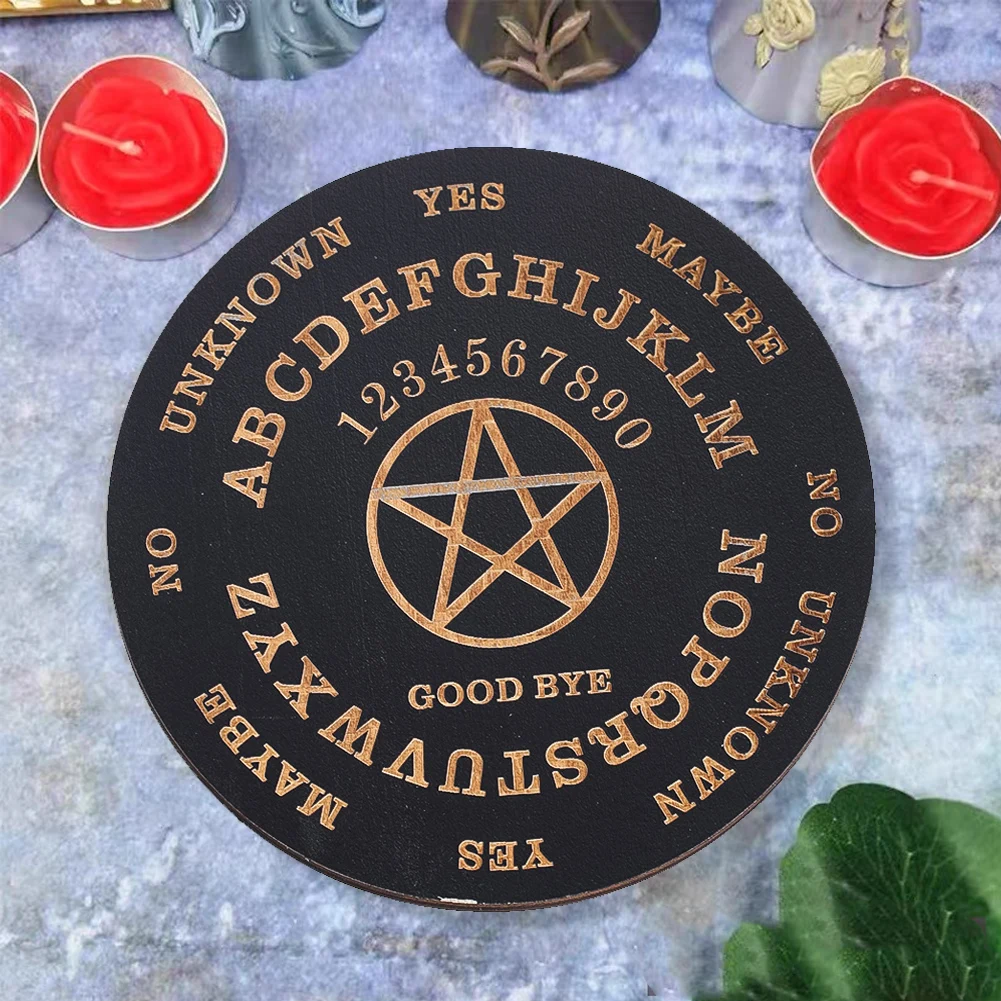 YES
MAYBE
NO
UNKNOWN
YES
MAYBE
NO
UNKNOWN
ABCDEFGHIJKLM
NOPQRSTUVWXYZ
1234567890
GOOD BYE